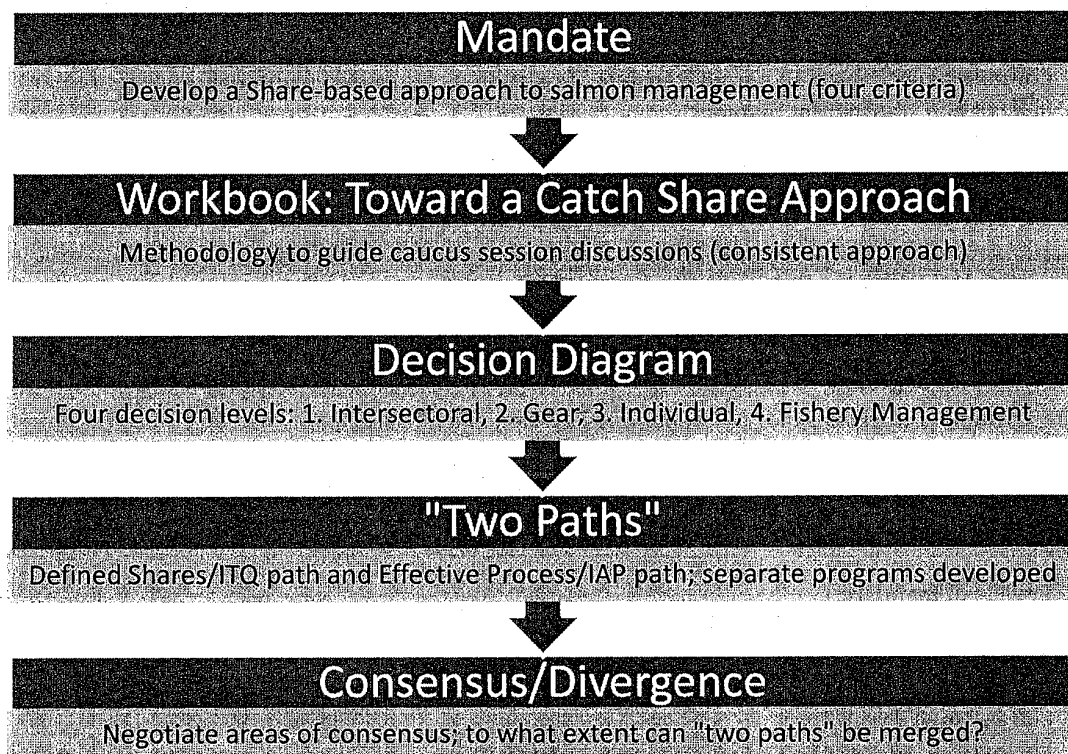 Mandate
Develop a Share-based approach to salmon management (four criteria)
Workbook: Toward a Catch Share Approach
Methodology to guide caucus session discussions (consistent approach)
Decision Diagram
Four decision levels: 1. Intersectoral, 2. Gear, 3. Individual, 4. Fishery Management
"Two Paths"
Defined Shares/ITQ path and Effective Process/IAP path; separate programs developed
Consensus/Divergence
Negotiate areas of consensus; to what extent can "two paths" be merged?